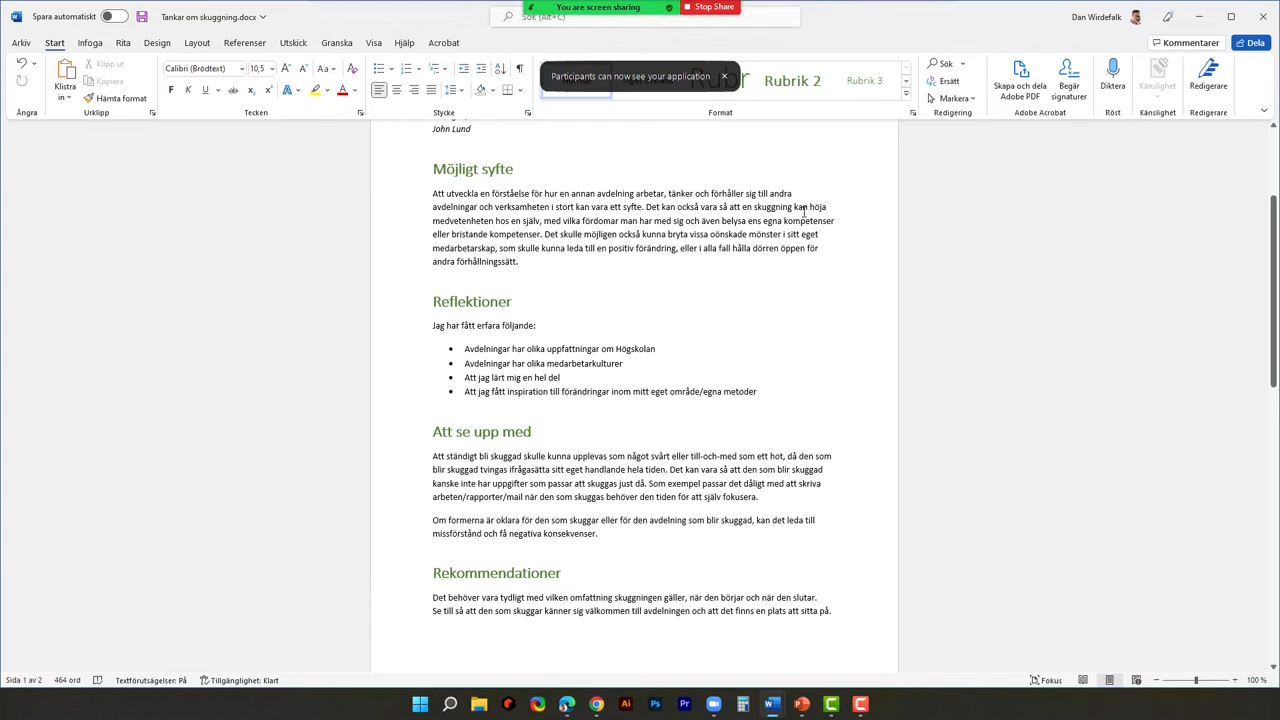 Spara automatiskt Tankar om skuggning.docx You are screen sharing Stop Share Dan Wirdefalk
Sök (Alt+C)
Arkiv Start Infoga Rita Design Layout Referenser Utskick Granska Visa Hjälp Acrobat Kommentarer Dela
Klistra in Klipp ut Kopiera Hämta format
Calibri (Brödtext) 10,5
Participants can now see your application
Rubrik 2 Rubrik 3
Sök Ersätt Markera
Skapa och dela Adobe PDF Begär signaturer Diktera Känslighet Redigerare
Ångra Urklipp Tecken Stycke Format Redigering Adobe Acrobat Röst Känslighet Redigerare
John Lund
Möjligt syfte
Att utveckla en förståelse för hur en annan avdelning arbetar, tänker och förhåller sig till andra
avdelningar och verksamheten i stort kan vara ett syfte. Det kan också vara så att en skuggning kan höja
medvetenheten hos en själv, med vilka fördomar man har med sig och även belysa ens egna kompetenser
eller bristande kompetenser. Det skulle möjligen också kunna bryta vissa oönskade mönster i sitt eget
medarbetarskap, som skulle kunna leda till en positiv förändring, eller i alla fall hålla dörren öppen för
andra förhållningssätt.
Reflektioner
Jag har fått erfara följande:
• Avdelningar har olika uppfattningar om Högskolan
• Avdelningar har olika medarbetarkulturer
• Att jag lärt mig en hel del
• Att jag fått inspiration till förändringar inom mitt eget område/egna metoder
Att se upp med
Att ständigt bli skuggad skulle kunna upplevas som något svårt eller till-och-med som ett hot, då den som
blir skuggad tvingas ifrågasätta sitt eget handlande hela tiden. Det kan vara så att den som blir skuggad
kanske inte har uppgifter som passar att skuggas just då. Som exempel passar det dåligt med att skriva
arbeten/rapporter/mail när den som skuggas behöver den tiden för att själv fokusera.
Om formerna är oklara för den som skuggar eller för den avdelning som blir skuggad, kan det leda till
missförstånd och få negativa konsekvenser.
Rekommendationer
Det behöver vara tydligt med vilken omfattning skuggningen gäller, när den börjar och när den slutar.
Se till så att den som skuggar känner sig välkommen till avdelningen och att det finns en plats att sitta på.
Sida 1 av 2 464 ord Textförutsägelser: På Tillgänglighet: Klart Fokus 100 %